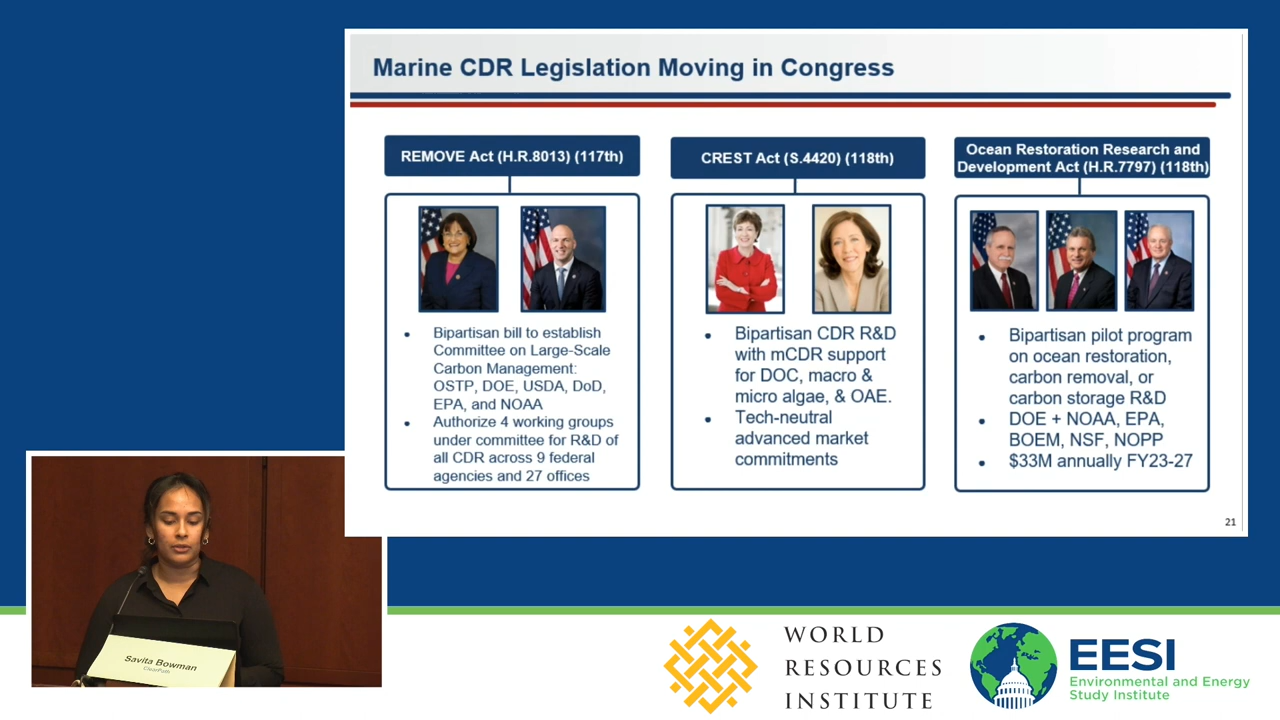 Marine CDR Legislation Moving in Congress
REMOVE Act (H.R.8013) (117th)
Bipartisan bill to establish
Committee on Large-Scale
Carbon Management:
OSTP, DOE, USDA, DoD,
EPA, and NOAA
Authorize 4 working groups
under committee for R&D of
all CDR across 9 federal
agencies and 27 offices
CREST Act (S.4420) (118th)
Bipartisan CDR R&D
with mCDR support
for DOC, macro &
micro algae, & OAE.
Tech-neutral
advanced market
commitments
Ocean Restoration Research and
Development Act (H.R.7797) (118th)
Bipartisan pilot program
on ocean restoration,
carbon removal, or
carbon storage R&D
DOE + NOAA, EPA,
BOEM, NSF, NOPP
$33M annually FY23-27
21
Savita Bowman
ClearPath
WORLD
RESOURCES
INSTITUTE
EESI
Environmental and Energy
Study Institute